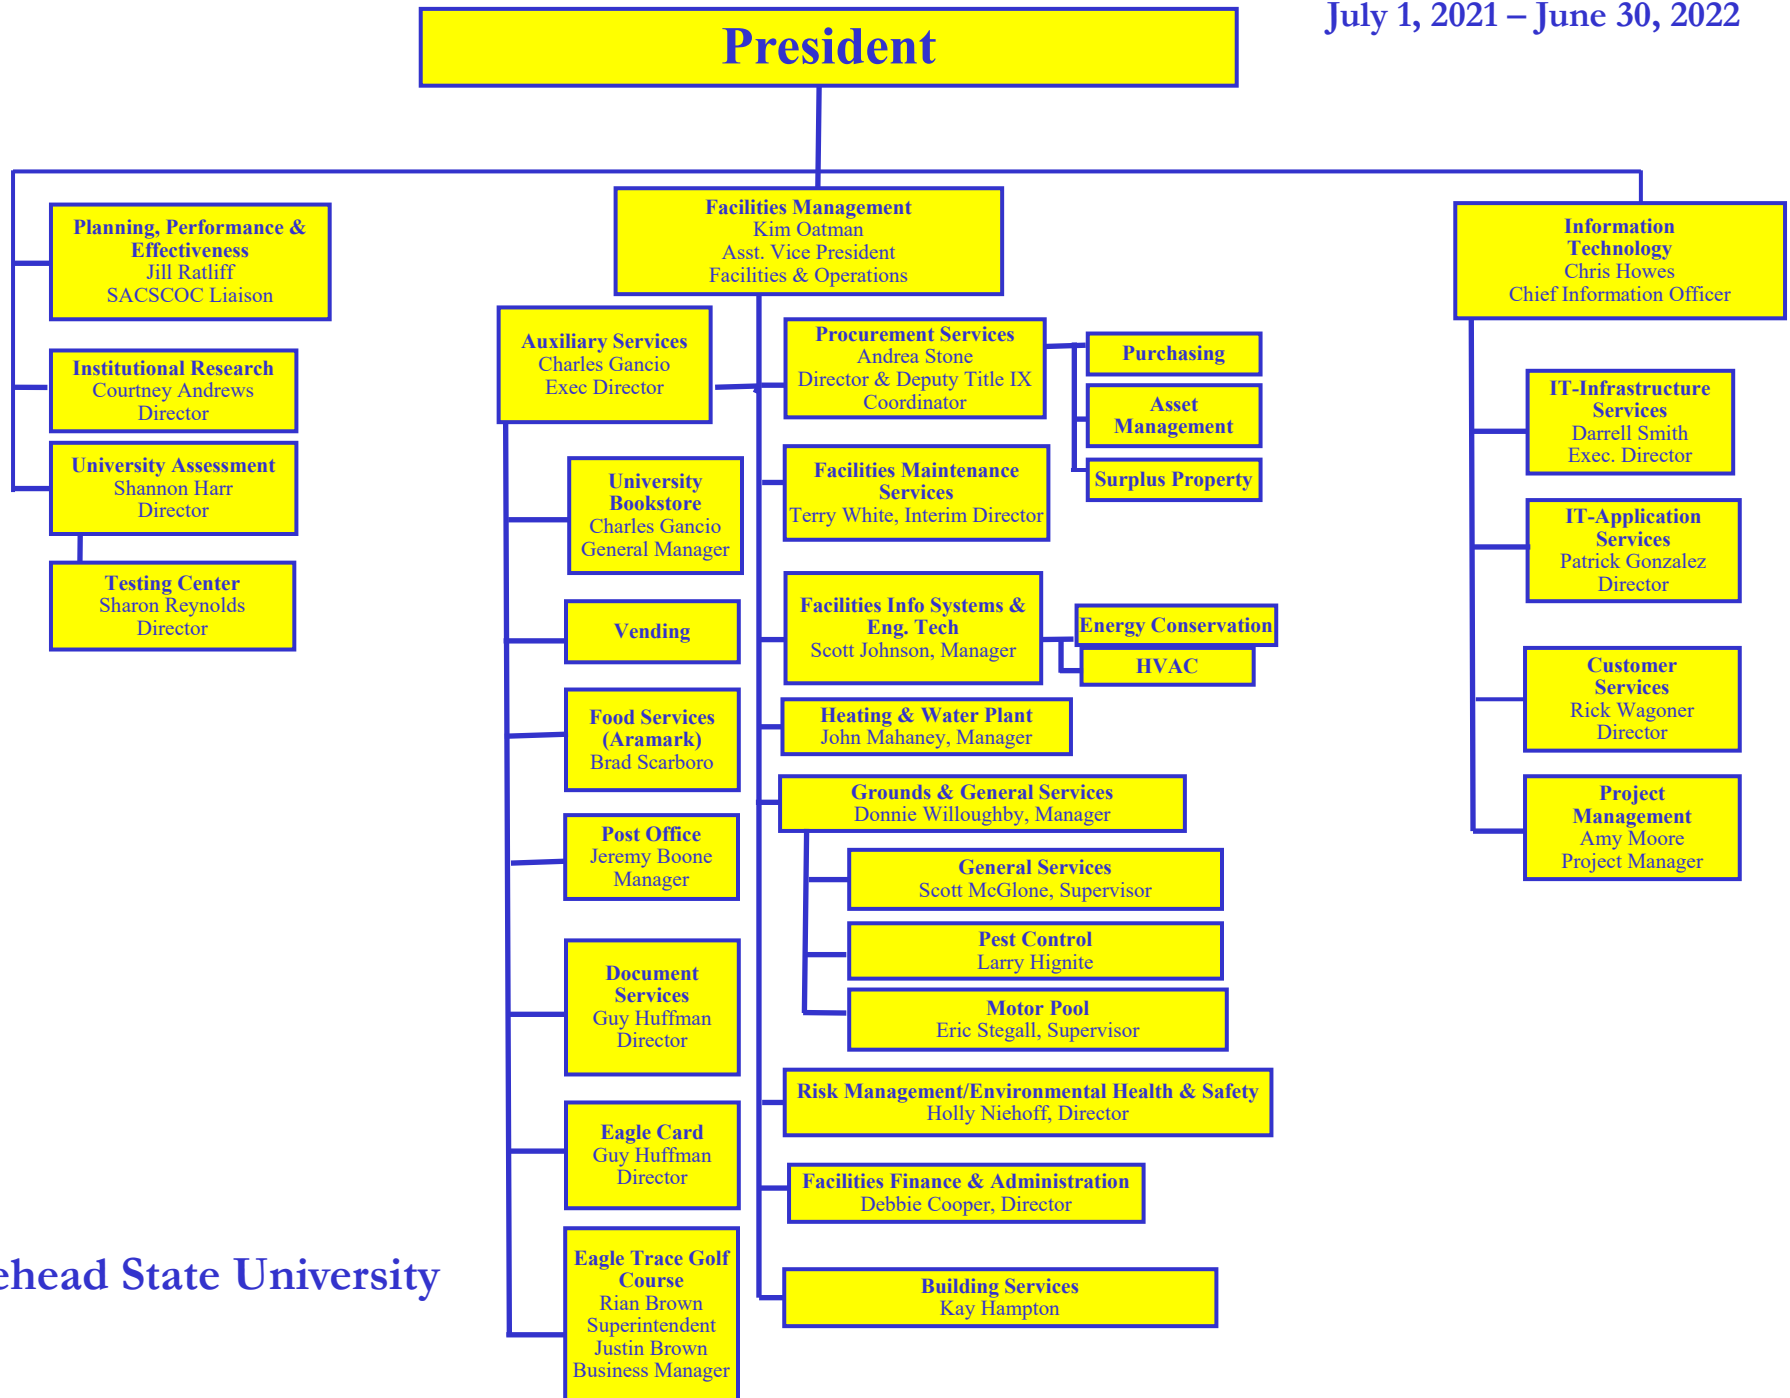 July 1, 2021 – June 30, 2022
President
Planning, Performance &
Effectiveness
Jill Ratliff
SACSCOC Liaison
Institutional Research
Courtney Andrews
Director
University Assessment
Shannon Harr
Director
Testing Center
Sharon Reynolds
Director
Facilities Management
Kim Oatman
Asst. Vice President
Facilities & Operations
Auxiliary Services
Charles Gancio
Exec Director
University
Bookstore
Charles Gancio
General Manager
Vending
Food Services
(Aramark)
Brad Scarboro
Post Office
Jeremy Boone
Manager
Document
Services
Guy Huffman
Director
Eagle Card
Guy Huffman
Director
Eagle Trace Golf
Course
Rian Brown
Superintendent
Justin Brown
Business Manager
Procurement Services
Andrea Stone
Director & Deputy Title IX
Coordinator
Purchasing
Asset
Management
Surplus Property
Facilities Maintenance
Services
Terry White, Interim Director
Facilities Info Systems &
Eng. Tech
Scott Johnson, Manager
Energy Conservation
HVAC
Heating & Water Plant
John Mahaney, Manager
Grounds & General Services
Donnie Willoughby, Manager
General Services
Scott McGlone, Supervisor
Pest Control
Larry Hignite
Motor Pool
Eric Stegall, Supervisor
Risk Management/Environmental Health & Safety
Holly Niehoff, Director
Facilities Finance & Administration
Debbie Cooper, Director
Building Services
Kay Hampton
Information
Technology
Chris Howes
Chief Information Officer
IT-Infrastructure
Services
Darrell Smith
Exec. Director
IT-Application
Services
Patrick Gonzalez
Director
Customer
Services
Rick Wagoner
Director
Project
Management
Amy Moore
Project Manager
ehead State University